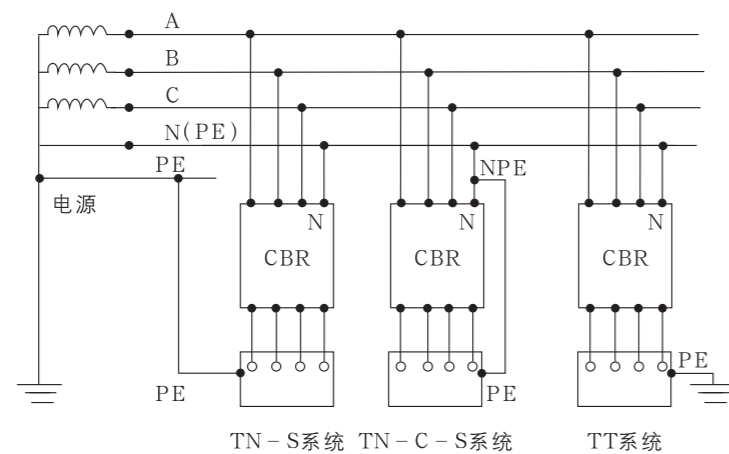 A
B
C
N(PE)
PE
NPE
电源
N
N
N
CBR
CBR
CBR
PE
PE
PE
TN-S系统
TN-C-S系统
TT系统